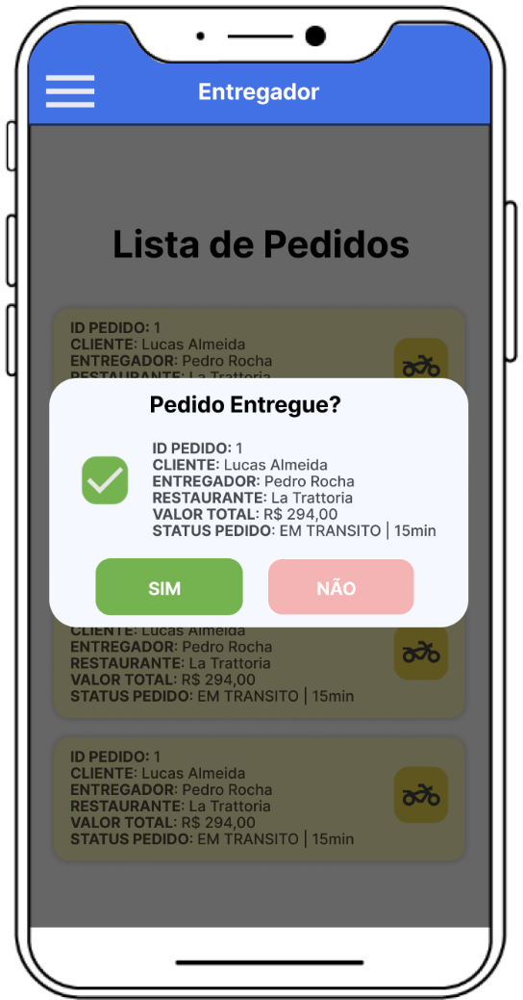 Entregador
Lista de Pedidos
ID PEDIDO: 1
CLIENTE: Lucas Almeida
ENTREGADOR: Pedro Rocha
RESTAURANTE: La Trattoria
Pedido Entregue?
ID PEDIDO: 1
CLIENTE: Lucas Almeida
ENTREGADOR: Pedro Rocha
RESTAURANTE: La Trattoria
VALOR TOTAL: R$ 294,00
STATUS PEDIDO: EM TRANSITO | 15min
SIM
NÃO
CLIENTE: Lucas Almeida
ENTREGADOR: Pedro Rocha
RESTAURANTE: La Trattoria
VALOR TOTAL: R$ 294,00
STATUS PEDIDO: EM TRANSITO | 15min
ID PEDIDO: 1
CLIENTE: Lucas Almeida
ENTREGADOR: Pedro Rocha
RESTAURANTE: La Trattoria
VALOR TOTAL: R$ 294,00
STATUS PEDIDO: EM TRANSITO | 15min